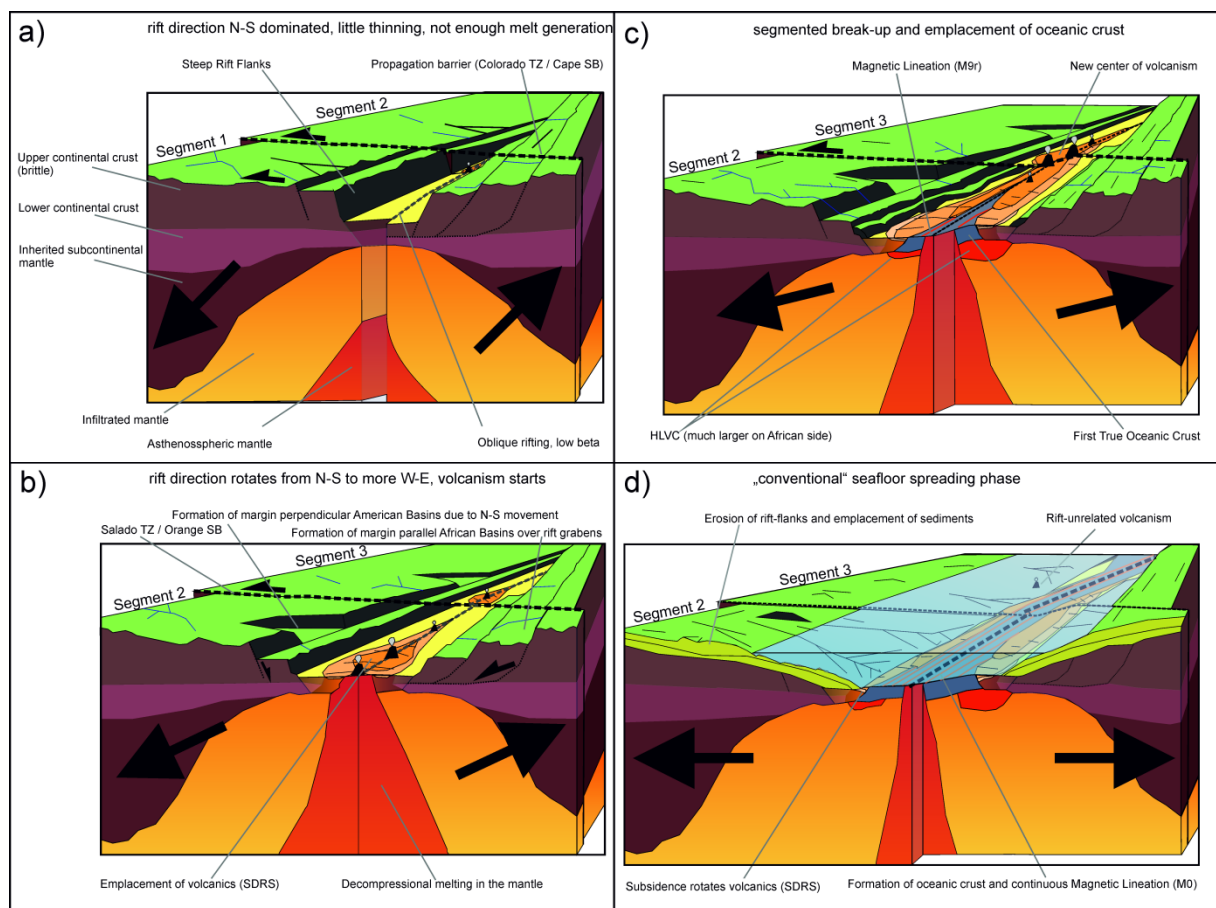 a)
rift direction N-S dominated, little thinning, not enough melt generation
Steep Rift Flanks
Propagation barrier (Colorado TZ / Cape SB)
Segment 2
Segment 1
Upper continental crust
(brittle)
Lower continental crust
Inherited subcontinental
mantle
Infiltrated mantle
Asthenosspheric mantle
Oblique rifting, low beta
c)
segmented break-up and emplacement of oceanic crust
Magnetic Lineation (M9r)
New center of volcanism
Segment 3
Segment 2
HLVC (much larger on African side)
First True Oceanic Crust
b)
rift direction rotates from N-S to more W-E, volcanism starts
Formation of margin perpendicular American Basins due to N-S movement
Salado TZ / Orange SB
Formation of margin parallel African Basins over rift grabens
Segment 3
Segment 2
Emplacement of volcanics (SDRS)
Decompressional melting in the mantle
d)
„conventional“ seafloor spreading phase
Erosion of rift-flanks and emplacement of sediments
Rift-unrelated volcanism
Segment 3
Segment 2
Subsidence rotates volcanics (SDRS)
Formation of oceanic crust and continuous Magnetic Lineation (M0)